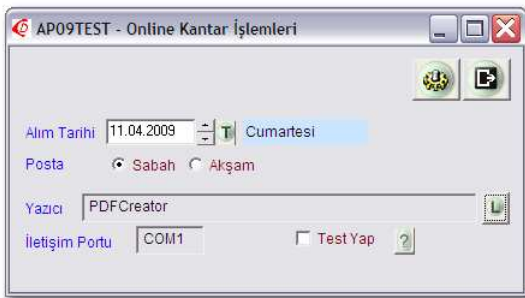 AP09TEST - Online Kantar İşlemleri
Alım Tarihi 11.04.2009 T Cumartesi
Posta Sabah Akşam
Yazıcı PDFCreator L
İletişim Portu COM1 Test Yap ?